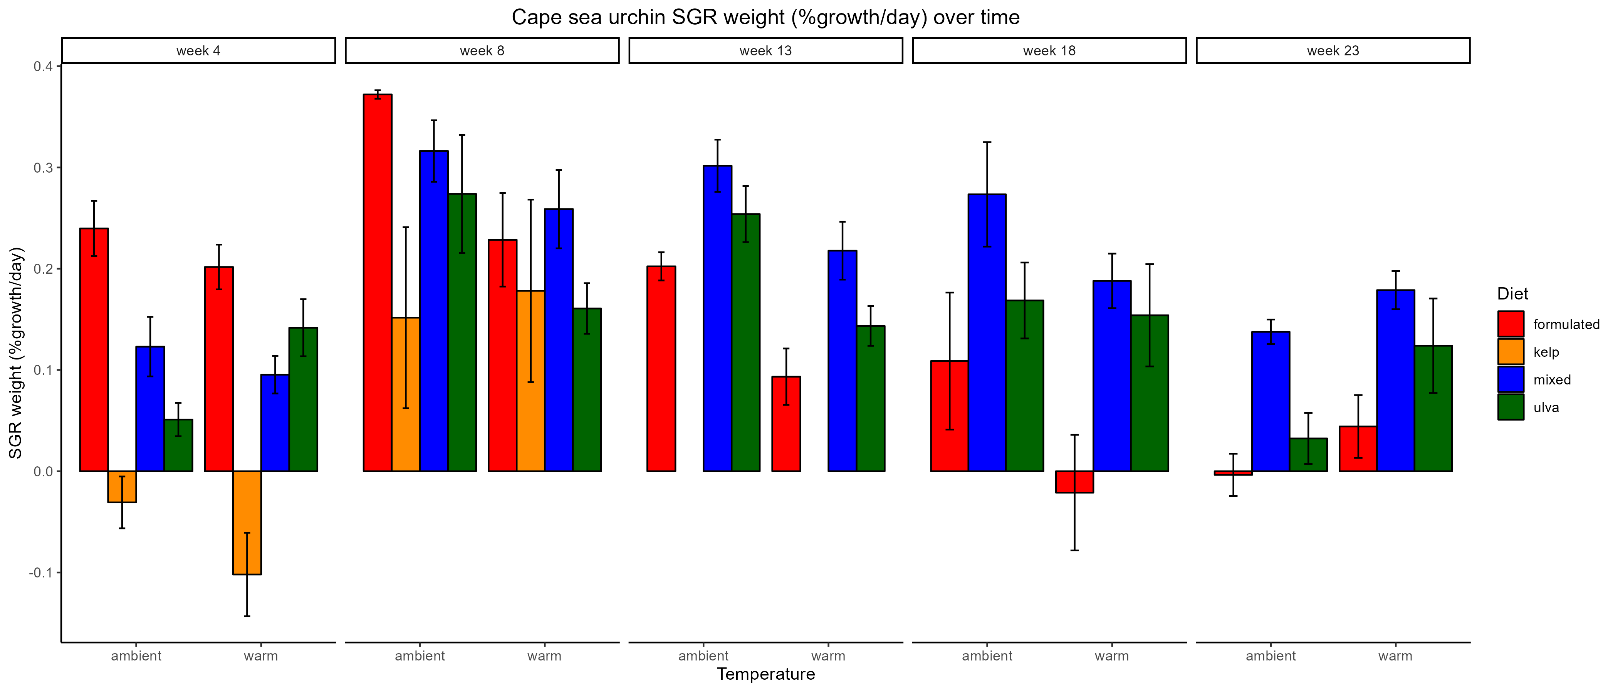 Cape sea urchin SGR weight (%growth/day) over time
week 4
week 8
week 13
week 18
week 23
SGR weight (%growth/day)
0.4
0.3
0.2
0.1
0.0
-0.1
ambient
warm
ambient
warm
ambient
warm
ambient
warm
ambient
warm
Temperature
Diet
formulated
kelp
mixed
ulva